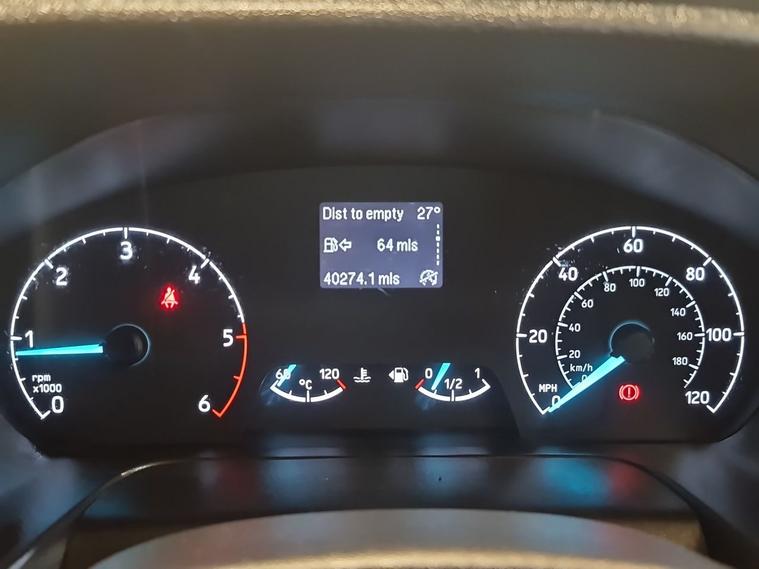 Dist to empty 27°
64 mls
40274.1 mls
0 1 2 3 4 5 6
rpm
x1000
120
°C
0 1/2 1
0 20 40 60 80 100 120
MPH
20 40 60 80 100 120 140 160 180
km/h